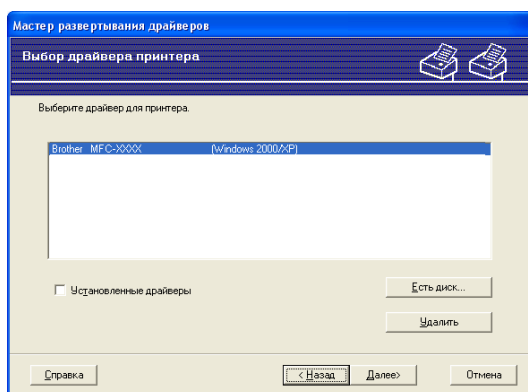 Мастер развертывания драйверов
Выбор драйвера принтера
Выберите драйвер для принтера.
Brother MFC-XXXX (Windows 2000/XP)
Установленные драйверы
Есть диск...
Удалить
Справка
< Назад
Далее>
Отмена